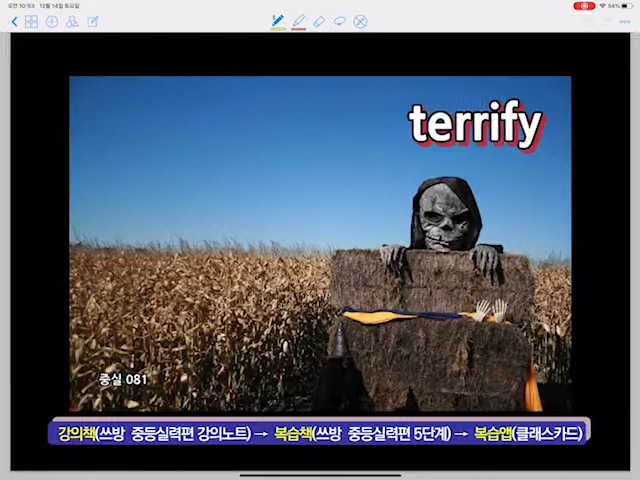 오전 10:53 12월 14일 토요일
54%
terrify
중실 081
강의책(쓰방 중등실력편 강의노트) → 복습책(쓰방 중등실력편 5단계) → 복습앱(클래스카드)